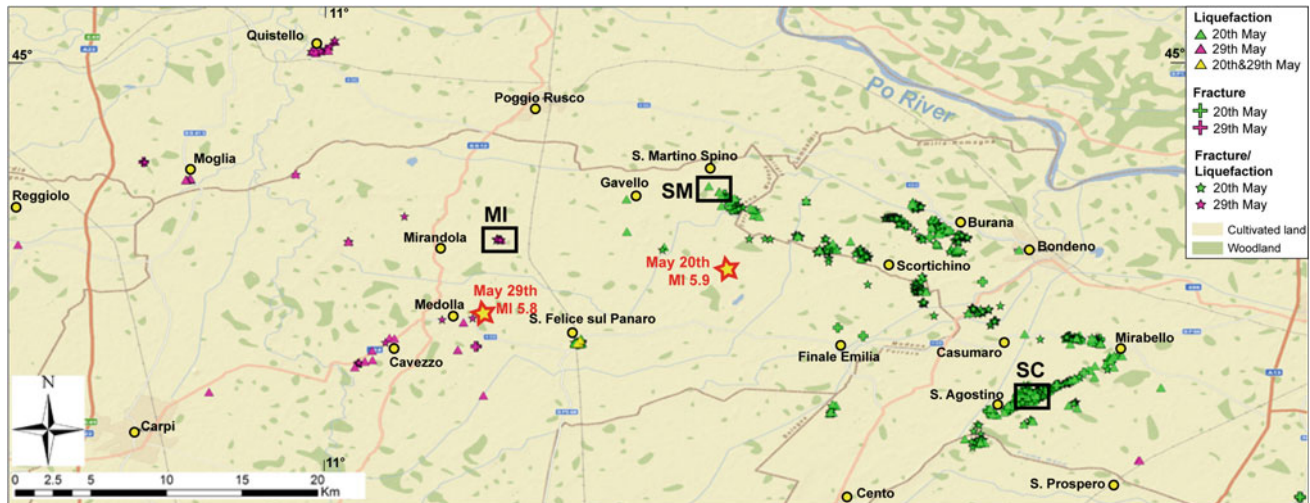 11°
45°
45°
Quistello
Poggio Rusco
Po River
Moglia
S. Martino Spino
Reggiolo
Gavello
SM
MI
Mirandola
Burana
Bondeno
Scortichino
May 20th
Ml 5.9
May 29th
Ml 5.8
Medolla
S. Felice sul Panaro
Cavezzo
Finale Emilia
Casumaro
Mirabello
SC
S. Agostino
Carpi
Cento
S. Prospero
N
11°
0 2.5 5 10 15 20
Km
Liquefaction
20th May
29th May
20th&29th May
Fracture
20th May
29th May
Fracture/
Liquefaction
20th May
29th May
Cultivated land
Woodland